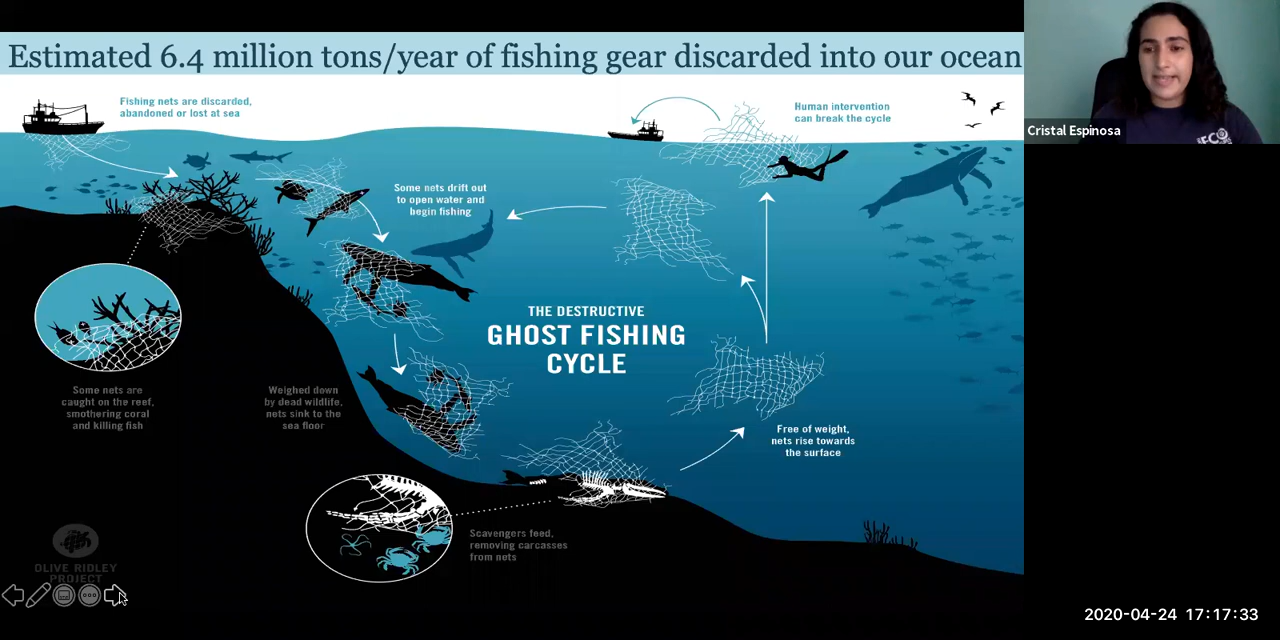 Estimated 6.4 million tons/year of fishing gear discarded into our ocean
Cristal Espinosa
Fishing nets are discarded,
abandoned or lost at sea
Human intervention
can break the cycle
Some nets drift out
to open water and
begin fishing
THE DESTRUCTIVE
GHOST FISHING
CYCLE
Some nets are
caught on the reef,
smothering coral
and killing fish
Weighed down
by dead wildlife,
nets sink to the
sea floor
Free of weight,
nets rise towards
the surface
Scavengers feed,
removing carcasses
from nets
OLIVE RIDLEY
PROJECT
2020-04-24 17:17:33